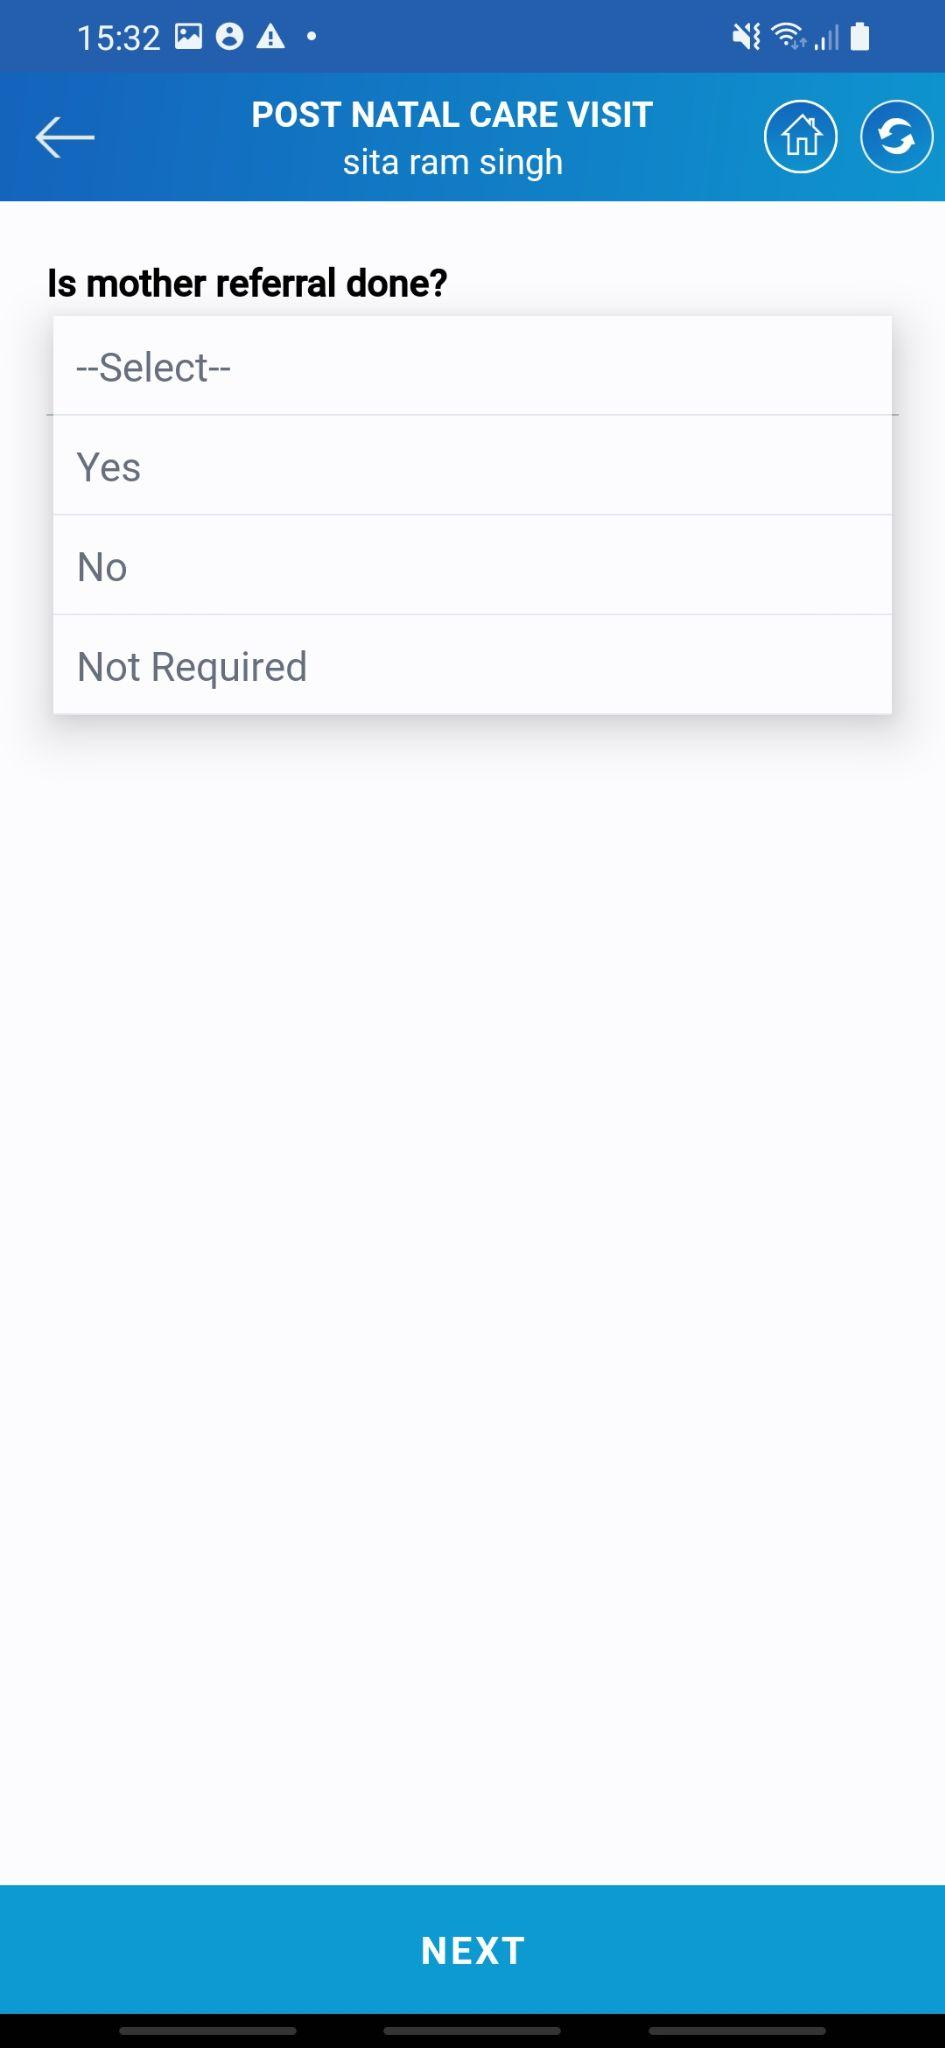 15:32
POST NATAL CARE VISIT
sita ram singh
Is mother referral done?
--Select--
Yes
No
Not Required
NEXT